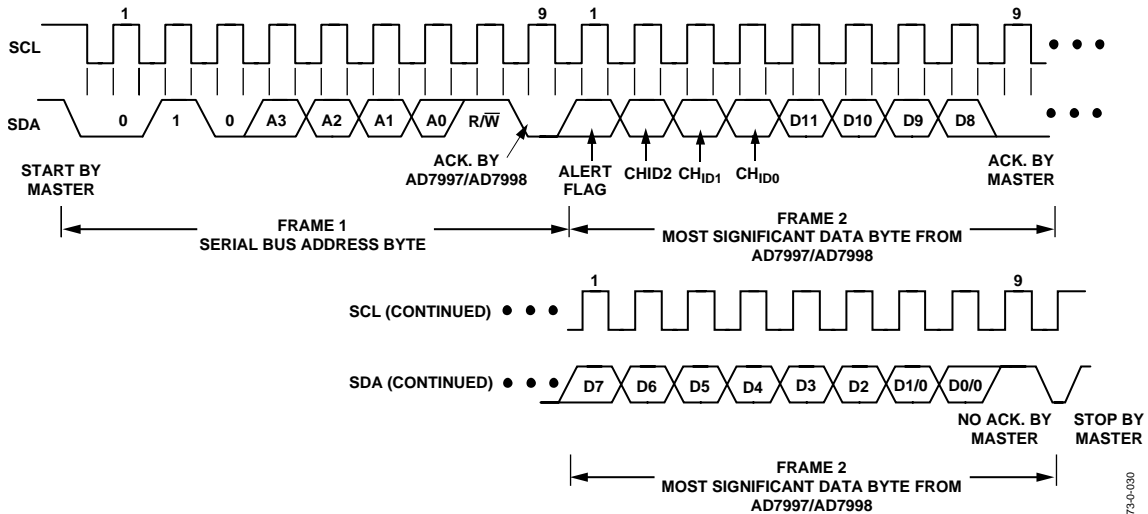 1 9 1 9
SCL
SDA
0 1 0 A3 A2 A1 A0 R/W̅ D11 D10 D9 D8
START BY
MASTER
ACK. BY
AD7997/AD7998
ALERT
FLAG
CHID2
CHID1
CHID0
ACK. BY
MASTER
FRAME 1
SERIAL BUS ADDRESS BYTE
FRAME 2
MOST SIGNIFICANT DATA BYTE FROM
AD7997/AD7998
1 9
SCL (CONTINUED)
SDA (CONTINUED)
D7 D6 D5 D4 D3 D2 D1/0 D0/0
NO ACK. BY
MASTER
STOP BY
MASTER
FRAME 2
MOST SIGNIFICANT DATA BYTE FROM
AD7997/AD7998
73-0-030